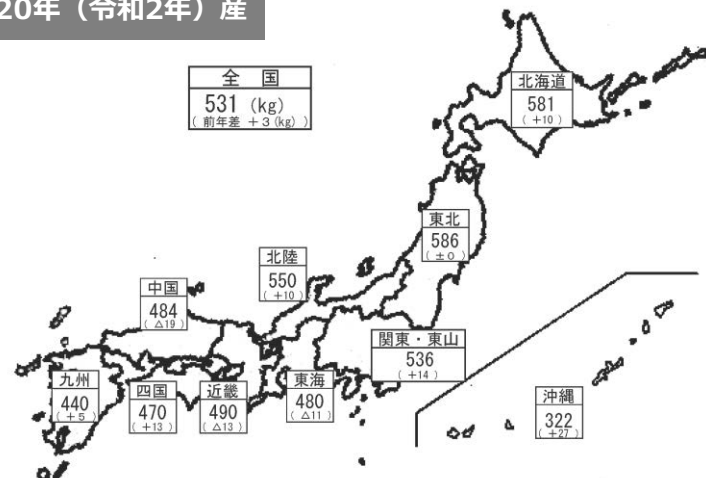 20年（令和2年）産
全 国
531 (kg)
( 前年差 +3(kg) )
北海道
581
( +10 )
東北
586
( ±0 )
北陸
550
( +10 )
中国
484
( △19 )
関東・東山
536
( +14 )
九州
440
( +5 )
四国
470
( +13 )
近畿
490
( △13 )
東海
480
( △11 )
沖縄
322
( +27 )